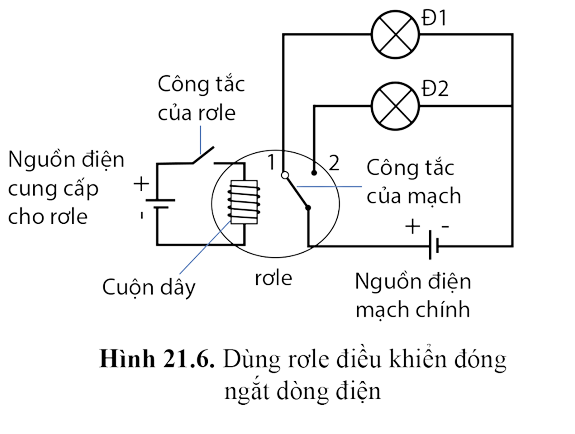 Đ1
Công tắc
của rơle
Đ2
Nguồn điện
cung cấp
cho rơle
+
-
1
2
Công tắc
của mạch
+ -
Cuộn dây
rơle
Nguồn điện
mạch chính
Hình 21.6. Dùng rơle điều khiển đóng
ngắt dòng điện